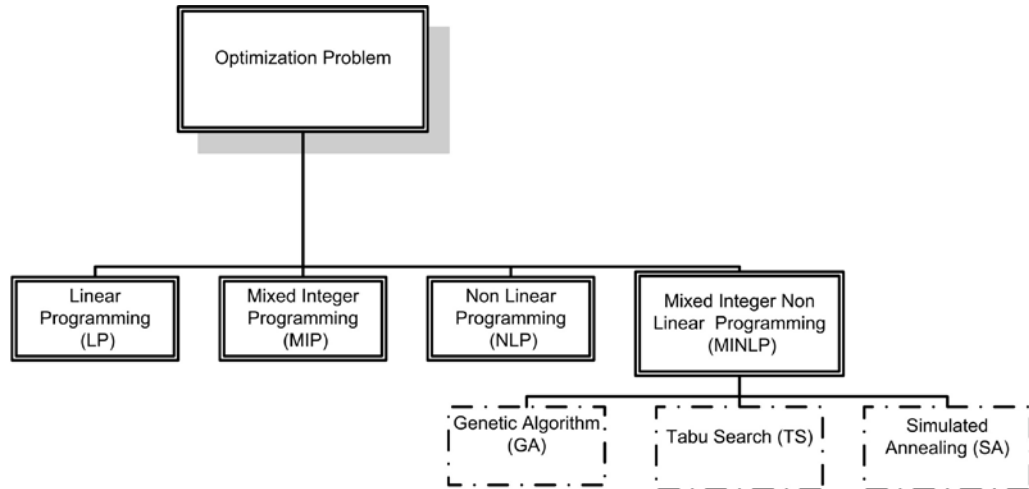 Optimization Problem
Linear
Programming
(LP)
Mixed Integer
Programming
(MIP)
Non Linear
Programming
(NLP)
Mixed Integer Non
Linear Programming
(MINLP)
Genetic Algorithm
(GA)
Tabu Search (TS)
Simulated
Annealing (SA)